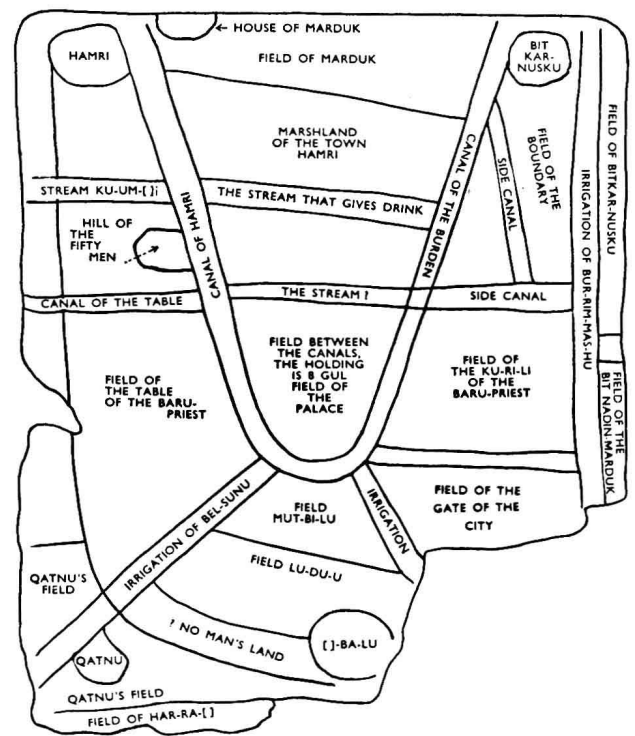 ← HOUSE OF MARDUK
HAMRI
FIELD OF MARDUK
BIT
KAR-
NUSKU
MARSHLAND
OF THE TOWN
HAMRI
CANAL OF THE BURDEN
SIDE CANAL
FIELD OF THE
BOUNDARY
IRRIGATION OF BUR-RIM-MAS-HU
FIELD OF BITKAR-NUSKU
STREAM KU-UM-[ ]i
CANAL OF HAMRI
THE STREAM THAT GIVES DRINK
HILL OF
THE
FIFTY
MEN
CANAL OF THE TABLE
THE STREAM ?
SIDE CANAL
FIELD BETWEEN
THE CANALS,
THE HOLDING
IS 8 GUL
FIELD OF
THE
PALACE
FIELD OF
THE TABLE
OF THE BARU-
PRIEST
FIELD OF
THE KU-RI-LI
OF THE
BARU-PRIEST
FIELD OF THE
BIT NADIN-MARDUK
IRRIGATION OF BEL-SUNU
FIELD
MUT-BI-LU
IRRIGATION
FIELD OF THE
GATE OF THE
CITY
FIELD LU-DU-U
QATNU'S
FIELD
? NO MAN'S LAND
[ ]-BA-LU
QATNU
QATNU'S FIELD
FIELD OF HAR-RA-[ ]